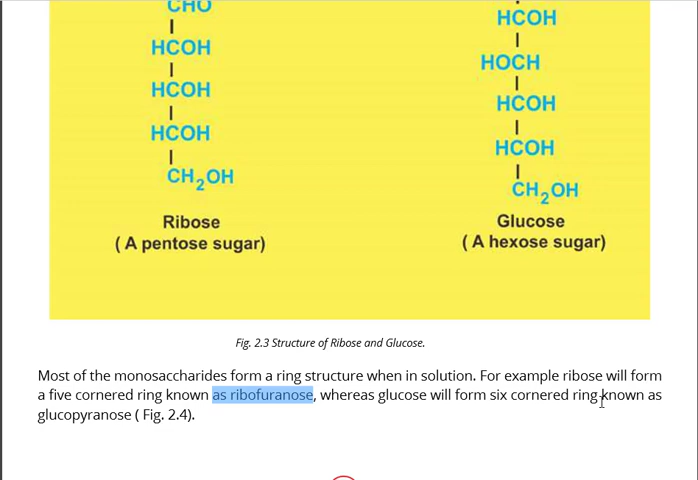 CHO
HCOH
HCOH
HCOH
HOCH
HCOH
HCOH
HCOH
CH₂OH
CH₂OH
Ribose
( A pentose sugar)
Glucose
( A hexose sugar)
Fig. 2.3 Structure of Ribose and Glucose.
Most of the monosaccharides form a ring structure when in solution. For example ribose will form
a five cornered ring known as ribofuranose, whereas glucose will form six cornered ring known as
glucopyranose ( Fig. 2.4).